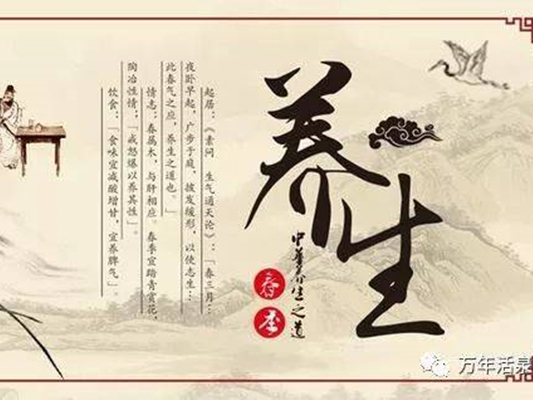 养生
中华养生之道
春季
起居:《素问 生气通天论》:「春三月…
夜卧早起,广步于庭,披发缓形,以使志生…
此春气之应,养生之道也。」
情志:春属木,与肝相应。春季宜踏青赏花,
陶冶性情:「戒怒爆以养其性」。
饮食:「食味宜减酸增甘,宜养脾气」。
万年活泉